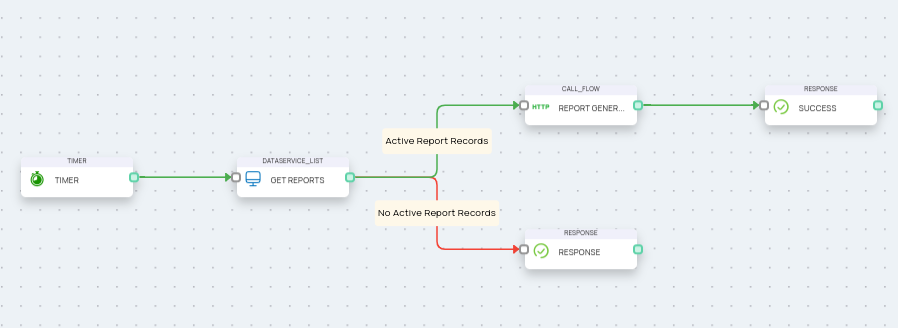 TIMER
TIMER
DATASERVICE_LIST
GET REPORTS
Active Report Records
No Active Report Records
CALL_FLOW
HTTP
REPORT GENER...
RESPONSE
SUCCESS
RESPONSE
RESPONSE